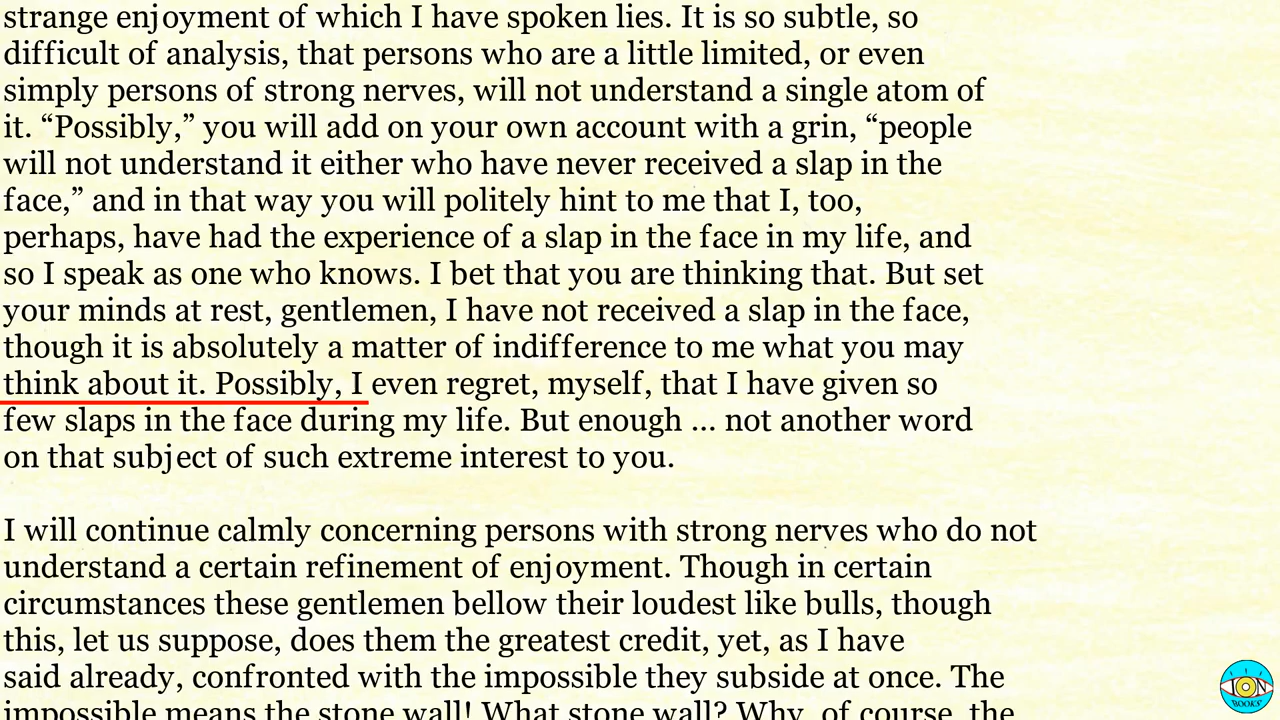 strange enjoyment of which I have spoken lies. It is so subtle, so
difficult of analysis, that persons who are a little limited, or even
simply persons of strong nerves, will not understand a single atom of
it. “Possibly,” you will add on your own account with a grin, “people
will not understand it either who have never received a slap in the
face,” and in that way you will politely hint to me that I, too,
perhaps, have had the experience of a slap in the face in my life, and
so I speak as one who knows. I bet that you are thinking that. But set
your minds at rest, gentlemen, I have not received a slap in the face,
though it is absolutely a matter of indifference to me what you may
think about it. Possibly, I even regret, myself, that I have given so
few slaps in the face during my life. But enough ... not another word
on that subject of such extreme interest to you.
I will continue calmly concerning persons with strong nerves who do not
understand a certain refinement of enjoyment. Though in certain
circumstances these gentlemen bellow their loudest like bulls, though
this, let us suppose, does them the greatest credit, yet, as I have
said already, confronted with the impossible they subside at once. The
impossible means the stone wall! What stone wall? Why, of course, the
ION
BOOKS